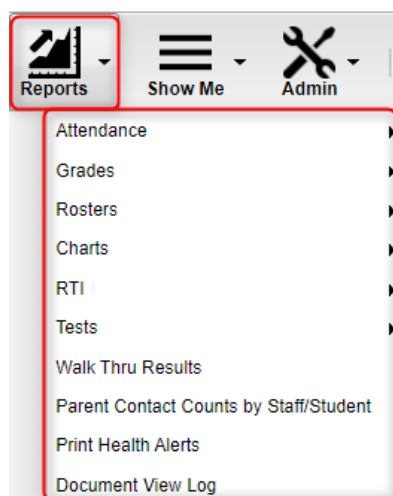 Reports Show Me Admin
Attendance
Grades
Rosters
Charts
RTI
Tests
Walk Thru Results
Parent Contact Counts by Staff/Student
Print Health Alerts
Document View Log